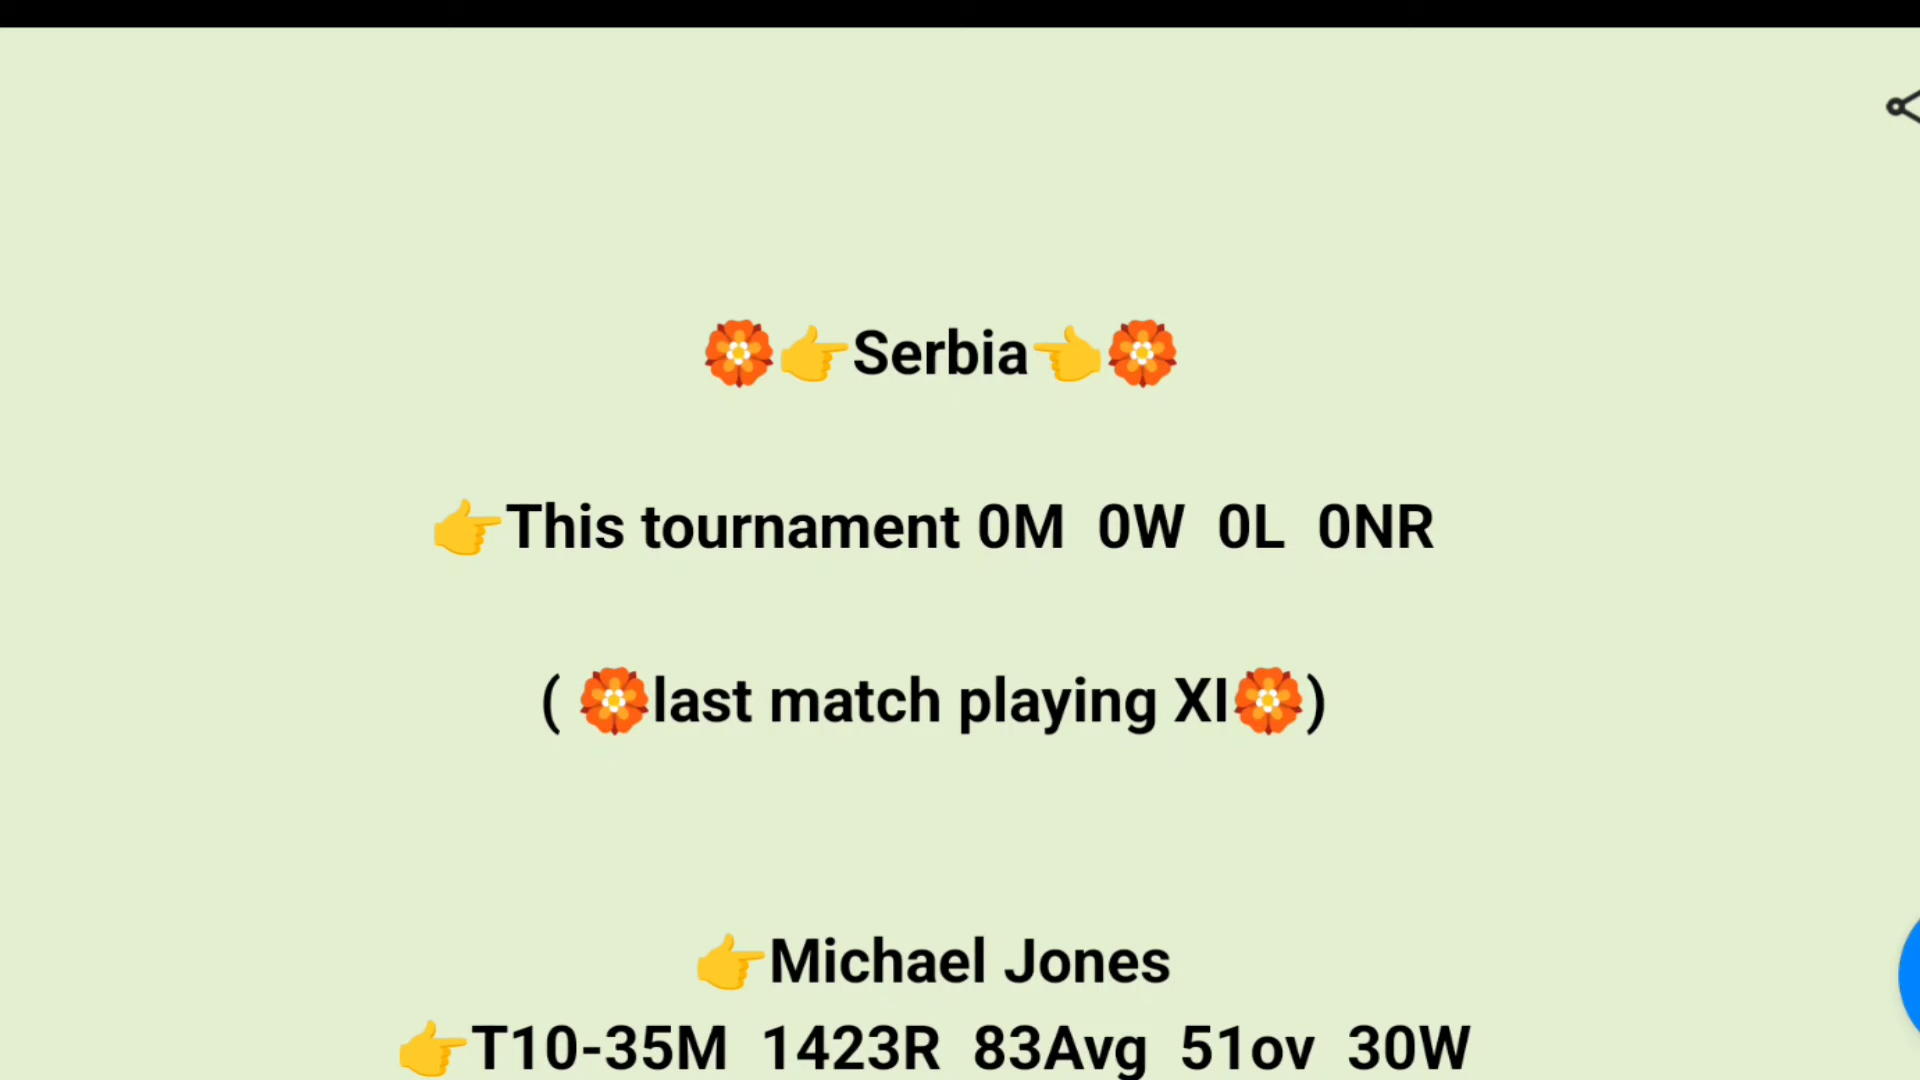 🏵️👉Serbia👈🏵️
👉This tournament 0M 0W 0L 0NR
( 🏵️last match playing XI🏵️)
👉Michael Jones
👉T10-35M 1423R 83Avg 51ov 30W